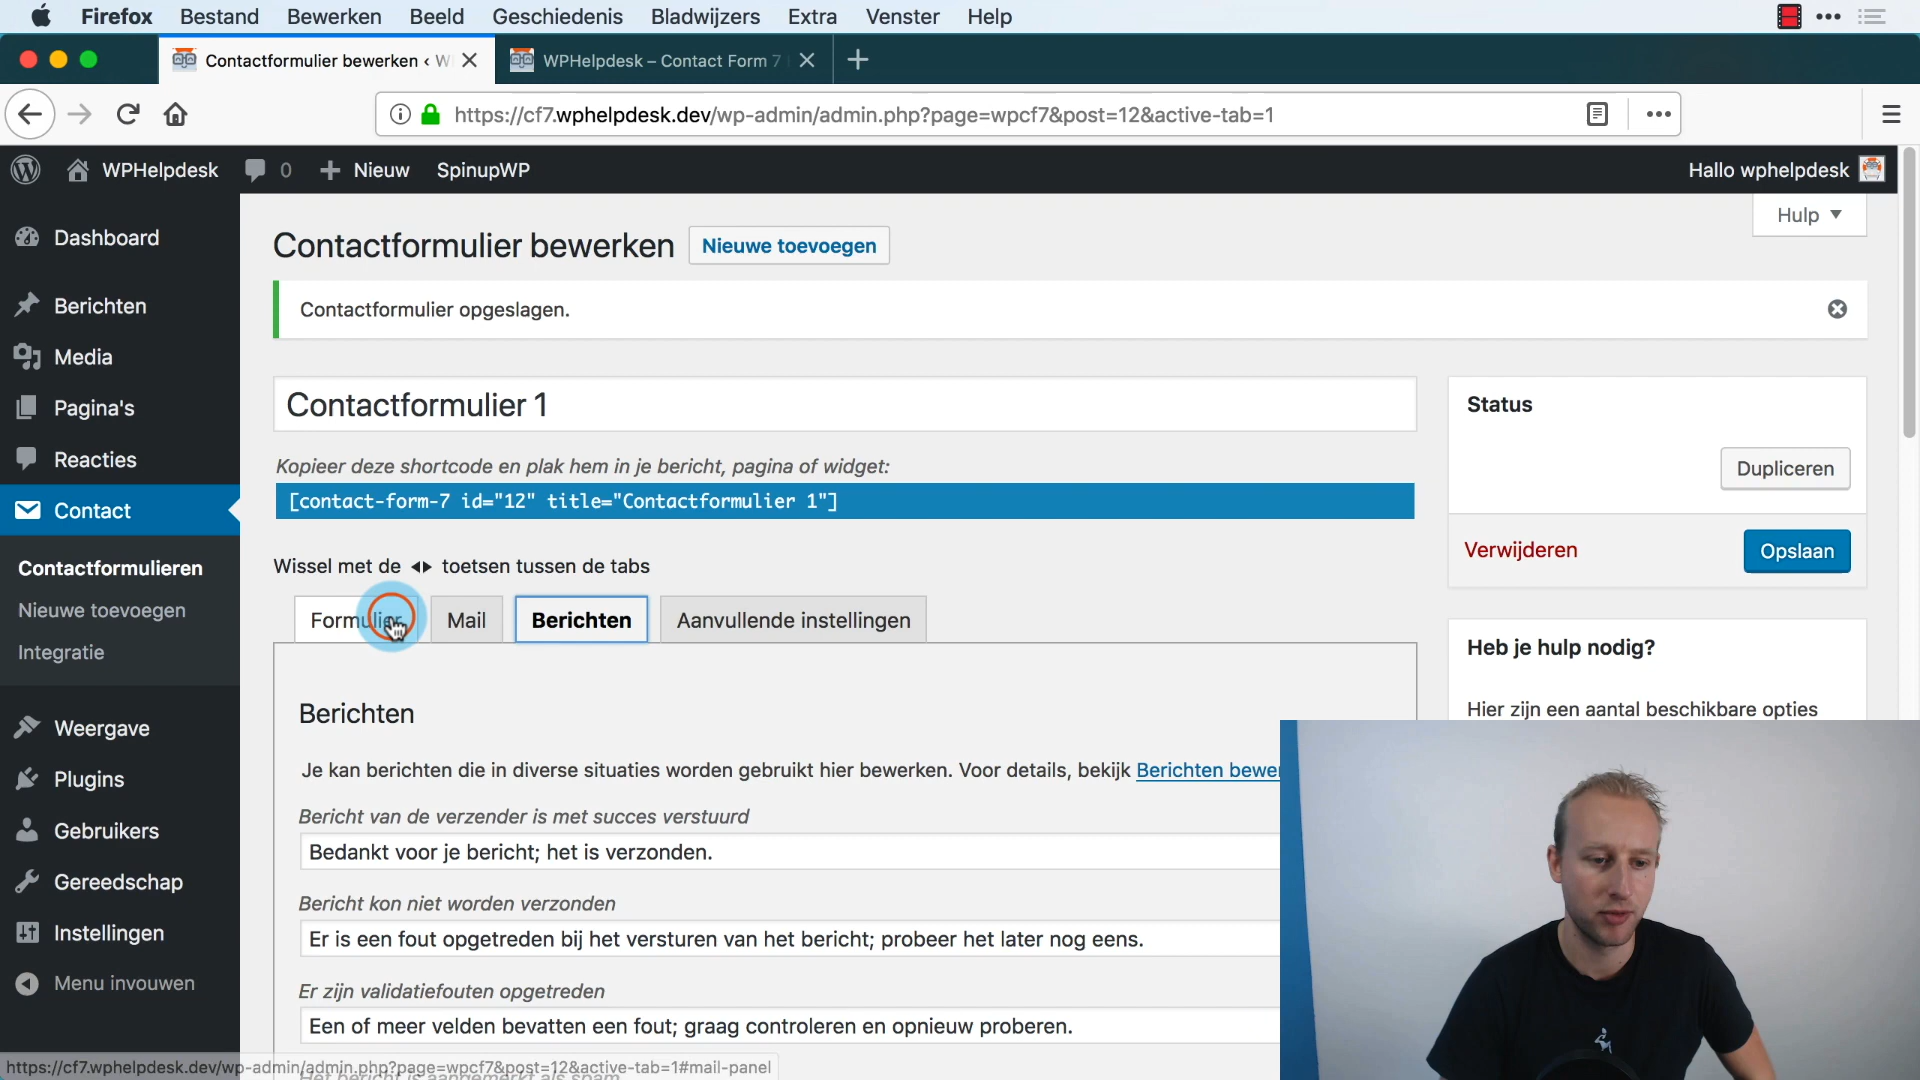 Firefox Bestand Bewerken Beeld Geschiedenis Bladwijzers Extra Venster Help
Contactformulier bewerken ‹ W
WPHelpdesk – Contact Form 7
https://cf7.wphelpdesk.dev/wp-admin/admin.php?page=wpcf7&post=12&active-tab=1
WPHelpdesk 0 Nieuw SpinupWP Hallo wphelpdesk
Dashboard
Berichten
Media
Pagina's
Reacties
Contact
Contactformulieren
Nieuwe toevoegen
Integratie
Weergave
Plugins
Gebruikers
Gereedschap
Instellingen
Menu invouwen
Hulp
Contactformulier bewerken Nieuwe toevoegen
Contactformulier opgeslagen.
Contactformulier 1
Kopieer deze shortcode en plak hem in je bericht, pagina of widget:
[contact-form-7 id="12" title="Contactformulier 1"]
Wissel met de ◂▸ toetsen tussen de tabs
Formulier Mail Berichten Aanvullende instellingen
Berichten
Je kan berichten die in diverse situaties worden gebruikt hier bewerken. Voor details, bekijk Berichten bewe
Bericht van de verzender is met succes verstuurd
Bedankt voor je bericht; het is verzonden.
Bericht kon niet worden verzonden
Er is een fout opgetreden bij het versturen van het bericht; probeer het later nog eens.
Er zijn validatiefouten opgetreden
Een of meer velden bevatten een fout; graag controleren en opnieuw proberen.
Het bericht is aangemerkt als spam
Status
Dupliceren
Verwijderen Opslaan
Heb je hulp nodig?
Hier zijn een aantal beschikbare opties
https://cf7.wphelpdesk.dev/wp-admin/admin.php?page=wpcf7&post=12&active-tab=1#mail-panel